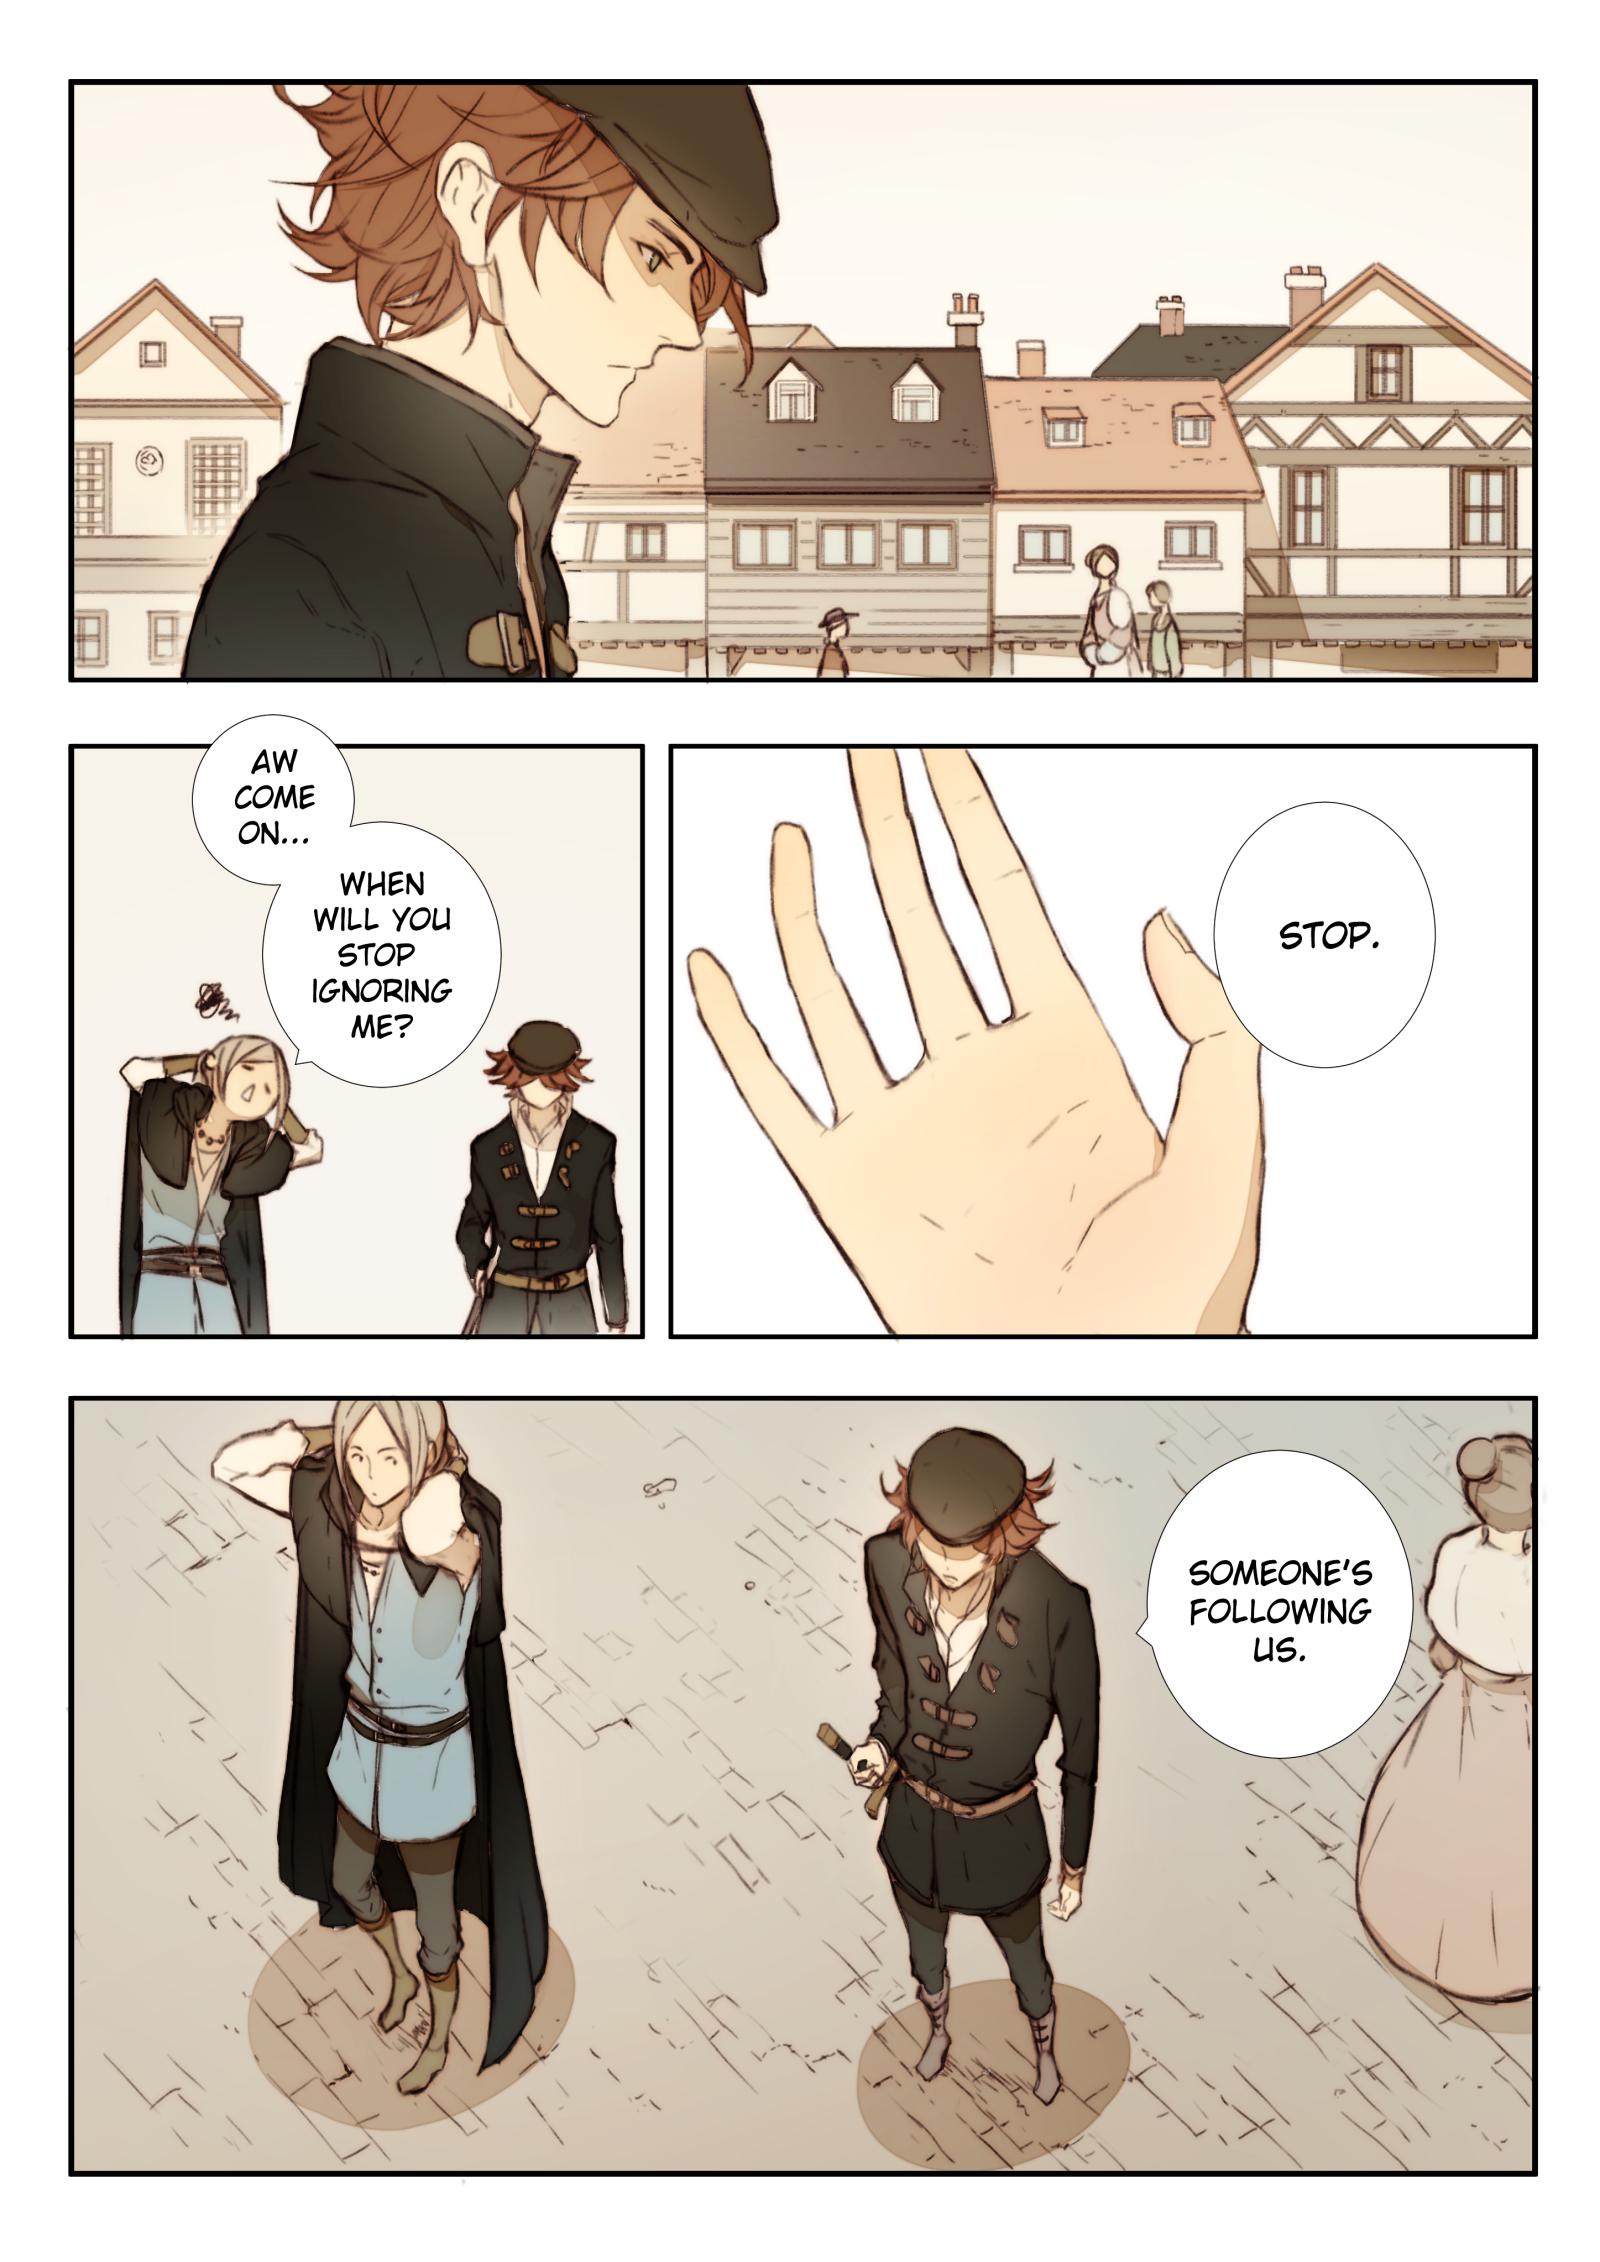 AW
COME
ON...
WHEN
WILL YOU
STOP
IGNORING
ME?
STOP.
SOMEONE'S
FOLLOWING
US.